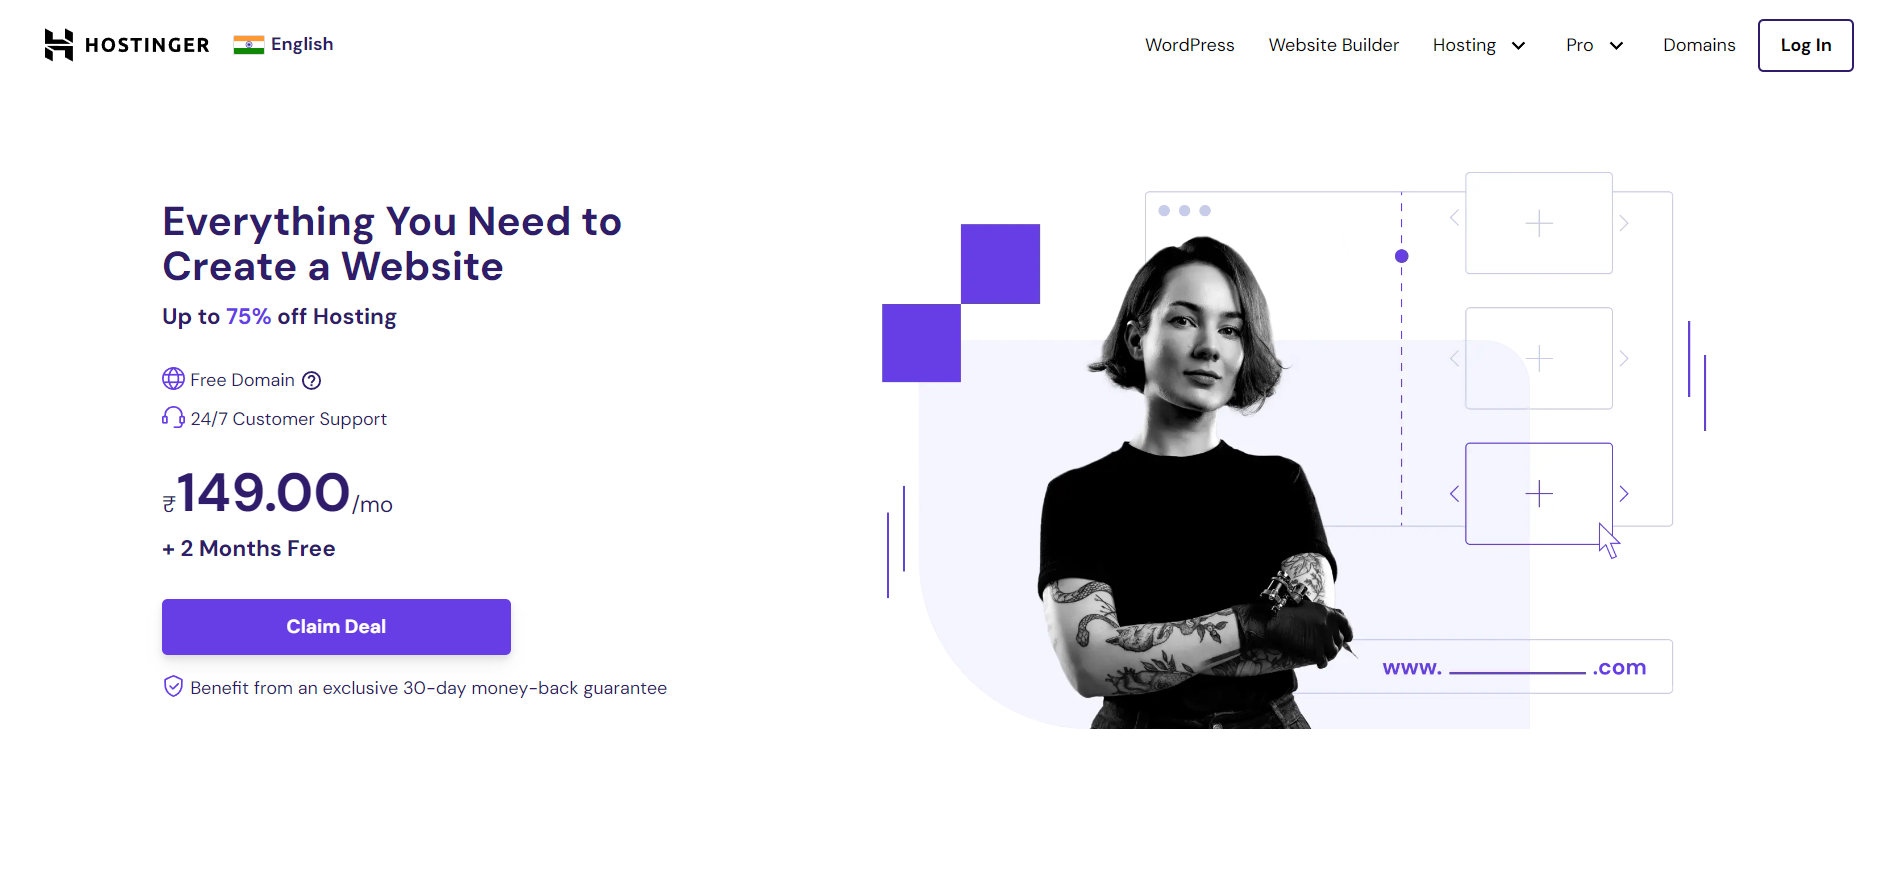 HOSTINGER English
WordPress Website Builder Hosting Pro Domains Log In
Everything You Need to
Create a Website
Up to 75% off Hosting
Free Domain ?
24/7 Customer Support
₹149.00/mo
+ 2 Months Free
Claim Deal
Benefit from an exclusive 30-day money-back guarantee
www. ____________ .com